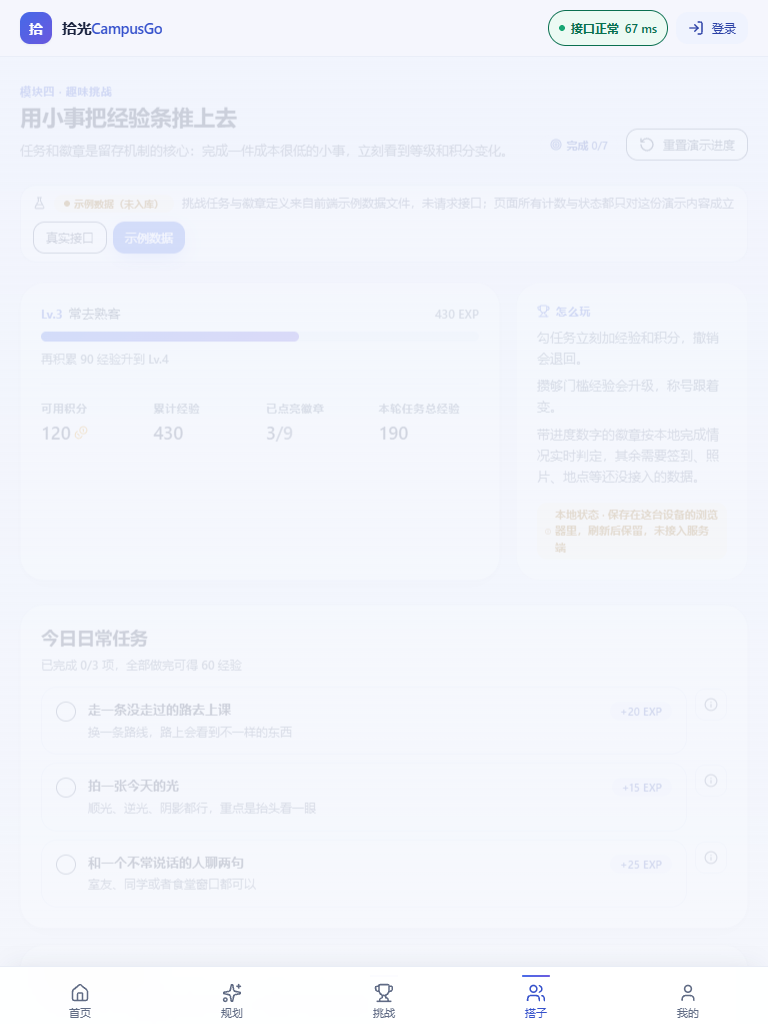 拾 拾光CampusGo
接口正常 67 ms
登录
模块四 · 趣味挑战
用小事把经验条推上去
任务和徽章是留存机制的核心：完成一件成本很低的小事，立刻看到等级和积分变化。
完成 0/7
重置演示进度
示例数据（未入库） 挑战任务与徽章定义来自前端示例数据文件，未请求接口；页面所有计数与状态都只对这份演示内容成立
真实接口 示例数据
Lv.3 常去熟客 430 EXP
再积累 90 经验升到 Lv.4
可用积分 累计经验 已点亮徽章 本轮任务总经验
120 430 3/9 190
怎么玩
勾任务立刻加经验和积分，撤销
会退回。
攒够门槛经验会升级，称号跟着
变。
带进度数字的徽章按本地完成情
况实时判定，其余需要签到、照
片、地点等还没接入的数据。
本地状态 · 保存在这台设备的浏览
器里，刷新后保留，未接入服务
端
今日日常任务
已完成 0/3 项，全部做完可得 60 经验
走一条没走过的路去上课 +20 EXP
换一条路线，路上会看到不一样的东西
拍一张今天的光 +15 EXP
顺光、逆光、阴影都行，重点是抬头看一眼
和一个不常说话的人聊两句 +25 EXP
室友、同学或者食堂窗口都可以
首页 规划 挑战 搭子 我的